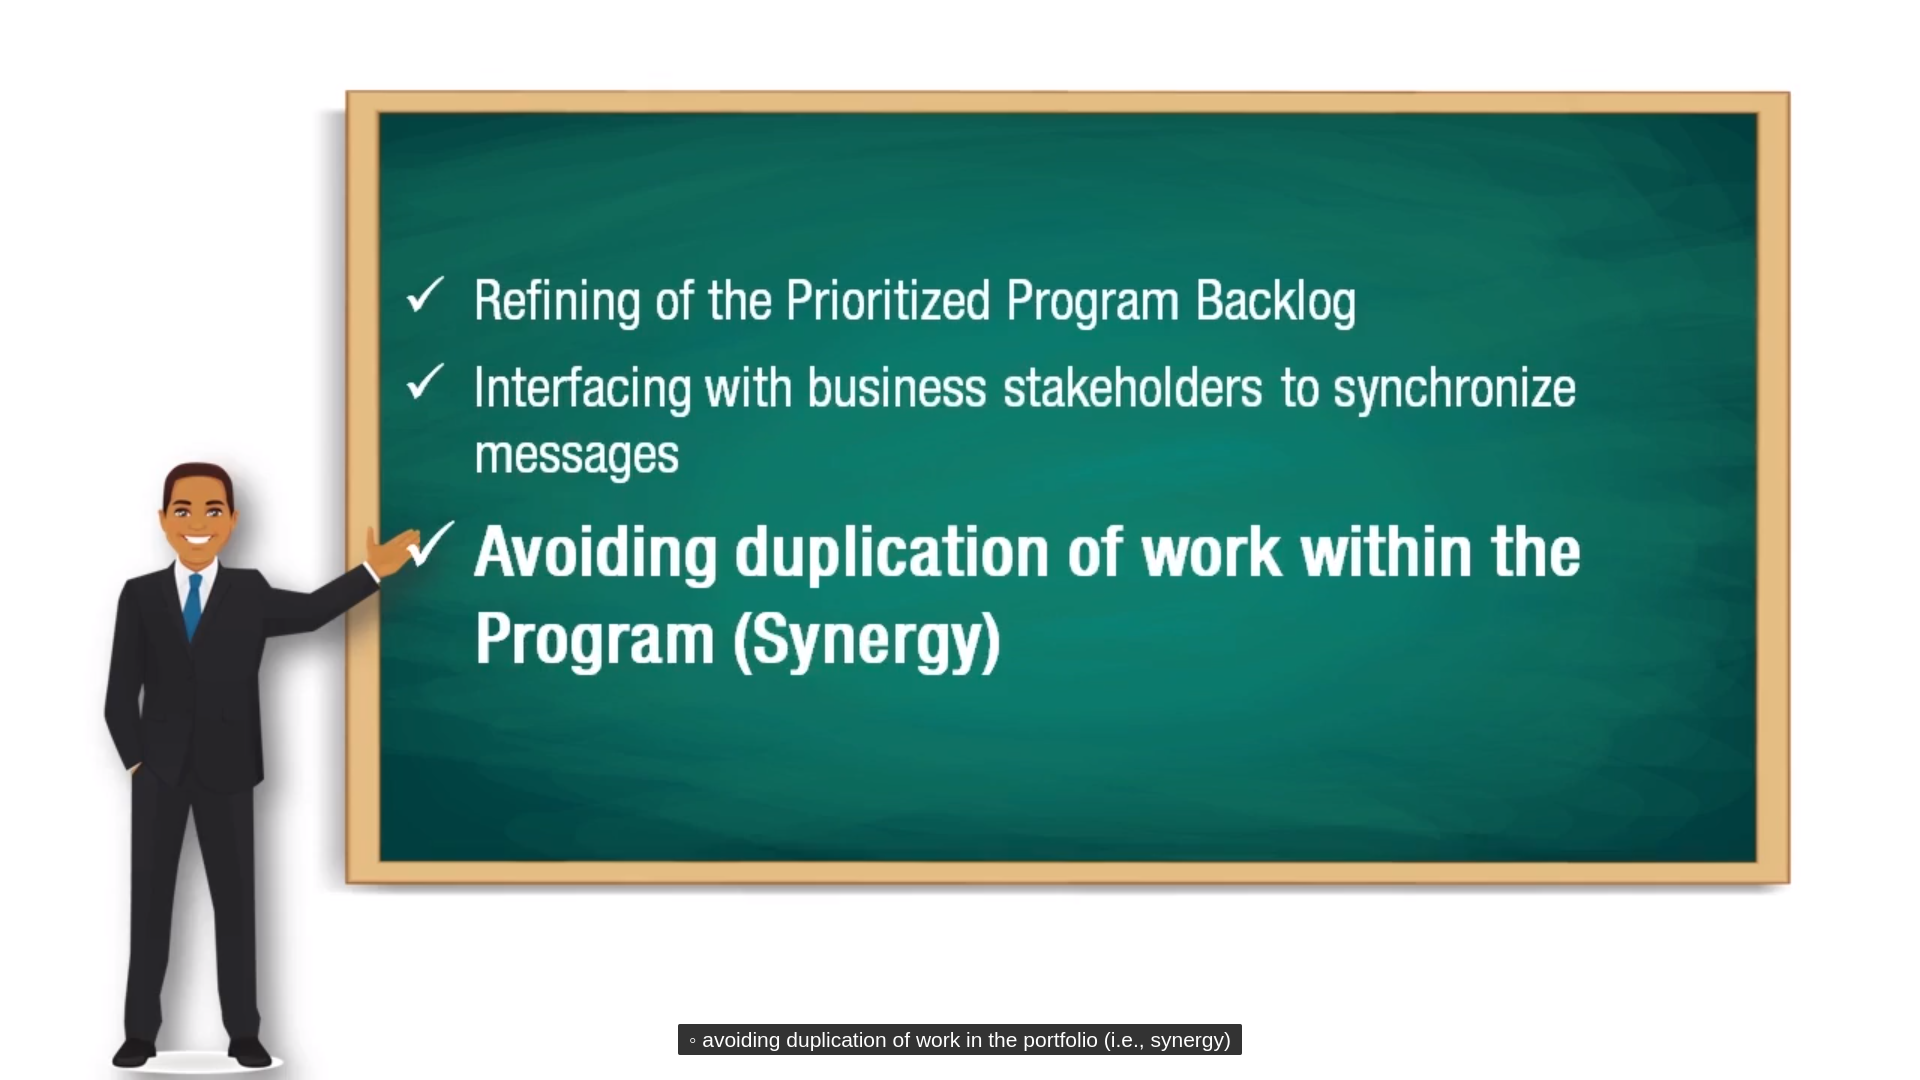 ✓ Refining of the Prioritized Program Backlog
✓ Interfacing with business stakeholders to synchronize
messages
✓ Avoiding duplication of work within the
Program (Synergy)
◦ avoiding duplication of work in the portfolio (i.e., synergy)